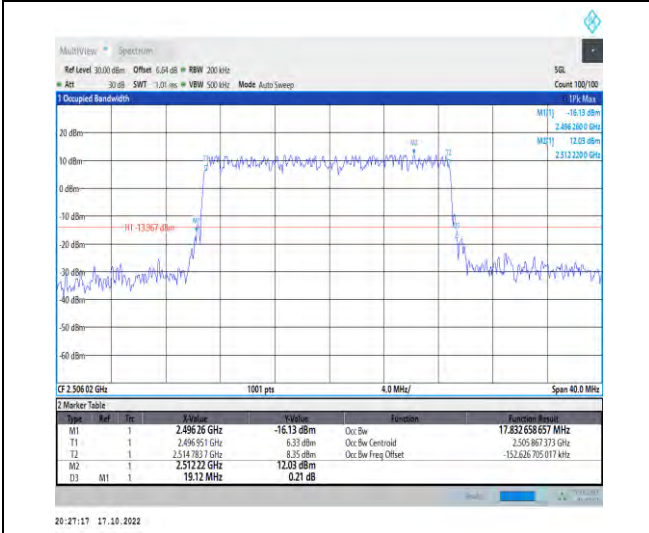 MultiView Spectrum
Ref Level 30.00 dBm Offset 6.64 dB RBW 200 kHz SGL
Att 30 dB SWT 1.01 ms VBW 500 kHz Mode Auto Sweep Count 100/100
1 Occupied Bandwidth 1Pk Max
M1[1] -16.13 dBm
2.496 2600 GHz
M2[1] 12.03 dBm
2.512 2200 GHz
20 dBm
M2
T1 T2
10 dBm
0 dBm
-10 dBm
M1
H1 -13.967 dBm
-20 dBm
-30 dBm
-40 dBm
-50 dBm
-60 dBm
CF 2.506 02 GHz 1001 pts 4.0 MHz/ Span 40.0 MHz
2 Marker Table
Type Ref Trc X-Value Y-Value Function Function Result
M1 1 2.496 26 GHz -16.13 dBm Occ Bw 17.832 658 657 MHz
T1 1 2.496 951 GHz 6.33 dBm Occ Bw Centroid 2.505 867 373 GHz
T2 1 2.514 783 7 GHz 8.35 dBm Occ Bw Freq Offset -152.626 705 017 kHz
M2 1 2.512 22 GHz 12.03 dBm
D3 M1 1 19.12 MHz 0.21 dB
20:27:17 17.10.2022